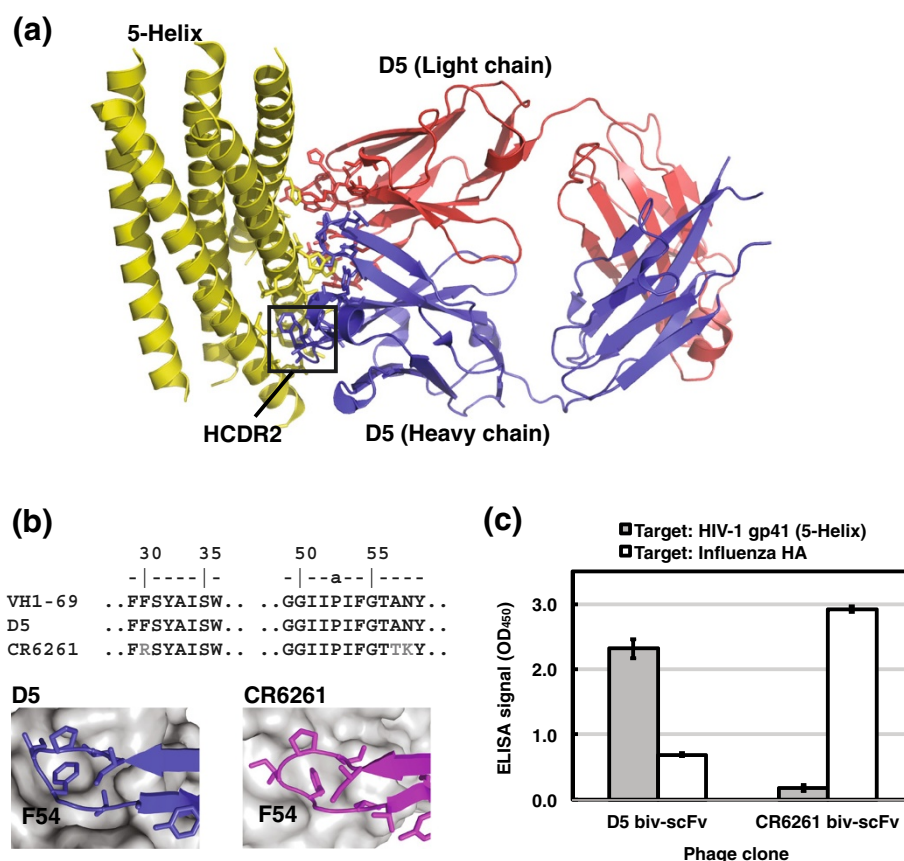 (a)
5-Helix
D5 (Light chain)
HCDR2
D5 (Heavy chain)
(b)
30 35 50 55
-|----|- --|--a--|---
VH1-69 ..FFSYAISW.. ..GGIIPIFGTANY..
D5 ..FFSYAISW.. ..GGIIPIFGTANY..
CR6261 ..FRSYAISW.. ..GGIIPIFGTTKY..
D5
F54
CR6261
F54
(c)
Target: HIV-1 gp41 (5-Helix)
Target: Influenza HA
ELISA signal (OD450)
3.0
2.0
1.0
0.0
D5 biv-scFv CR6261 biv-scFv
Phage clone